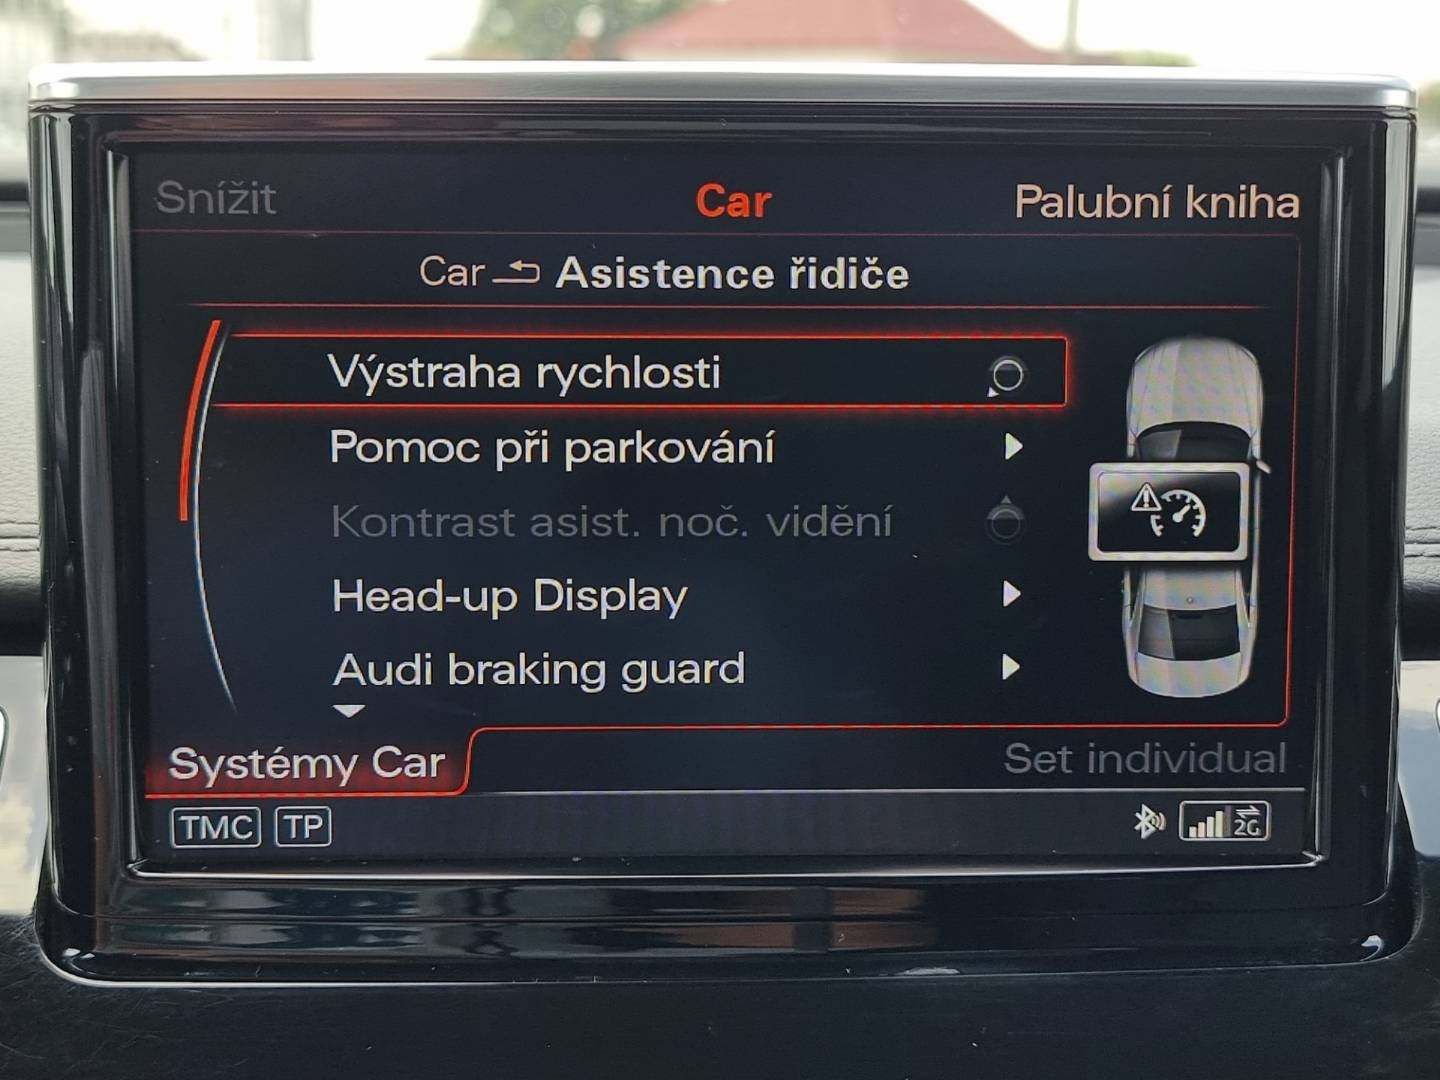 Snížit Car Palubní kniha
Car Asistence řidiče
Výstraha rychlosti
Pomoc při parkování
Kontrast asist. noč. vidění
Head-up Display
Audi braking guard
Systémy Car Set individual
TMC TP 2G